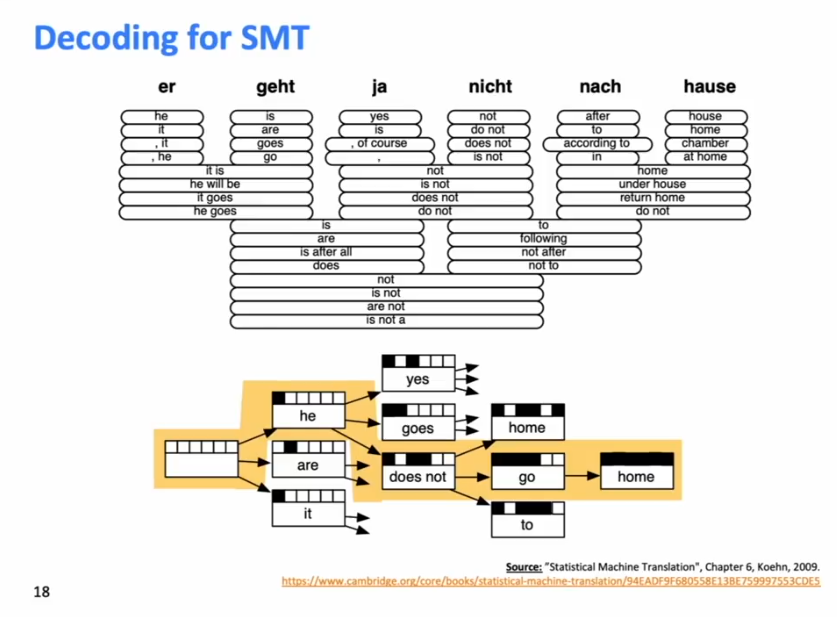 Decoding for SMT
er geht ja nicht nach hause
he is yes not after house
it are is do not to home
, it goes , of course does not according to chamber
, he go , is not in at home
it is not home
he will be is not under house
it goes does not return home
he goes do not do not
is to
are following
is after all not after
does not to
not
is not
are not
is not a
yes
he
goes home
are does not go home
it
to
Source: "Statistical Machine Translation", Chapter 6, Koehn, 2009.
https://www.cambridge.org/core/books/statistical-machine-translation/94EADF9F680558E13BE759997553CDE5
18